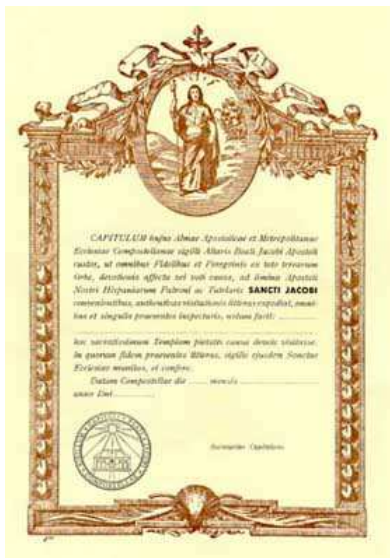 CAPITULUM hujus Almae Apostolicae et Metropolitanae
Ecclesiae Compostellanae sigilli Altaris Beati Jacobi Apostoli
custos, ut omnibus Fidelibus et Peregrinis ex toto terrarum
Orbe, devotionis affectu vel voti causa, ad limina Apostoli
Nostri Hispaniarum Patroni ac Tutelaris SANCTI JACOBI
convenientibus, authenticas visitationis litteras expediat, omni-
bus et singulis praesentes inspecturis, notum facit: ............
hoc sacratissimum Templum pietatis causa devote visitasse.
In quorum fidem praesentes litteras, sigillo ejusdem Sanctae
Ecclesiae munitas, ei confero.
Datum Compostellae die ........ mensis ................
anno Dni ................
Secretarius Capitularis